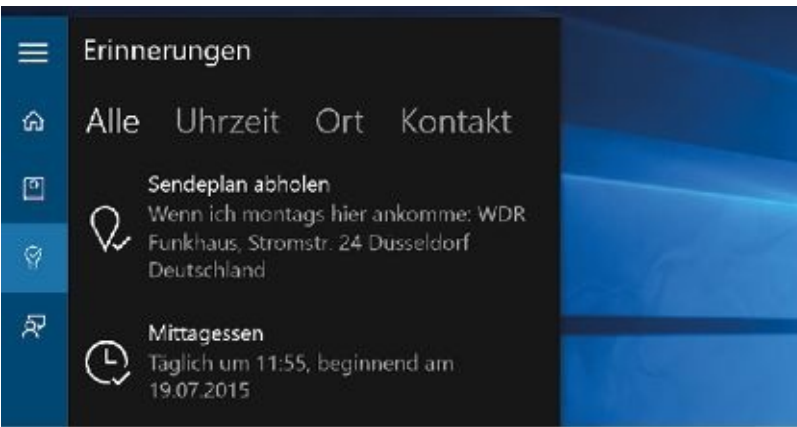 Erinnerungen
Alle Uhrzeit Ort Kontakt
Sendeplan abholen
Wenn ich montags hier ankomme: WDR
Funkhaus, Stromstr. 24 Düsseldorf
Deutschland
Mittagessen
Täglich um 11:55, beginnend am
19.07.2015